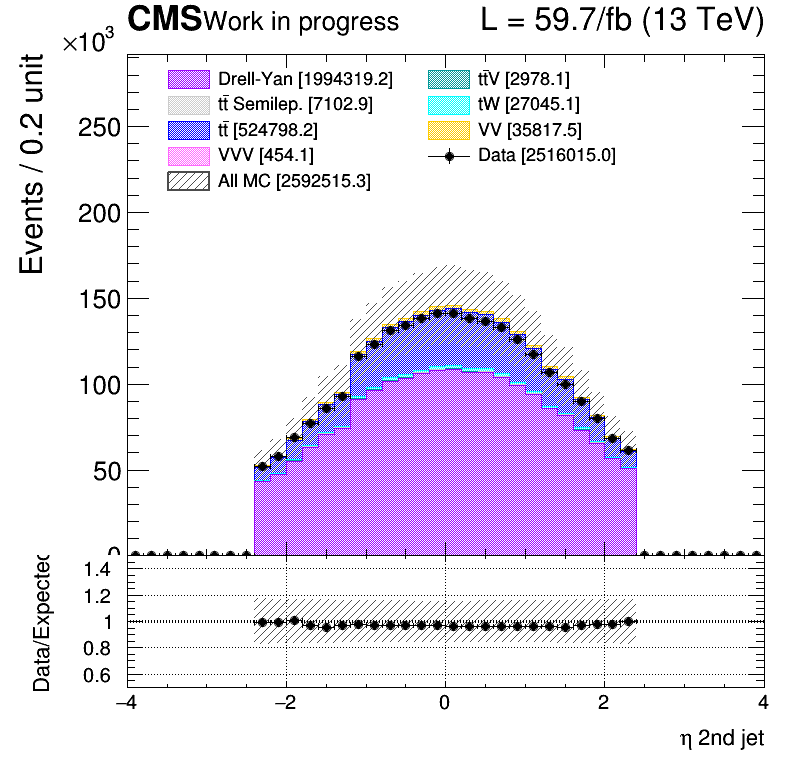 CMS Work in progress L = 59.7/fb (13 TeV)
×10³
Events / 0.2 unit
Drell-Yan [1994319.2]
tt̄ Semilep. [7102.9]
tt̄ [524798.2]
VVV [454.1]
All MC [2592515.3]
tt̄V [2978.1]
tW [27045.1]
VV [35817.5]
Data [2516015.0]
250
200
150
100
50
0
Data/Expected
1.4
1.2
1
0.8
0.6
−4 −2 0 2 4
η 2nd jet